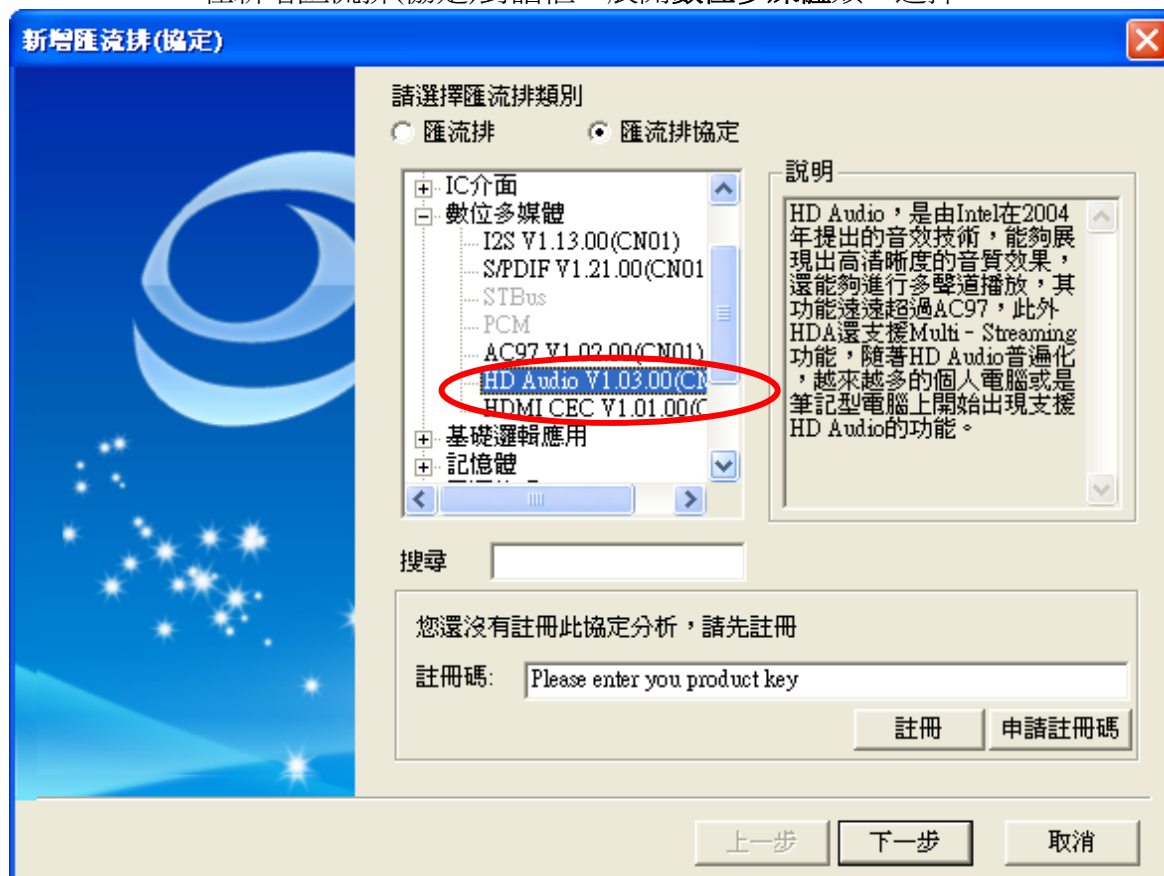 新增匯流排(協定)
請選擇匯流排類別
匯流排
匯流排協定
IC介面
數位多媒體
I2S V1.13.00(CN01)
S/PDIF V1.21.00(CN01
STBus
PCM
AC97 V1.02.00(CN01)
HD Audio V1.03.00(CN
HDMI CEC V1.01.00(C
基礎邏輯應用
記憶體
說明
HD Audio，是由Intel在2004
年提出的音效技術，能夠展
現出高清晰度的音質效果，
還能夠進行多聲道播放，其
功能遠遠超過AC97，此外
HDA還支援Multi - Streaming
功能，隨著HD Audio普遍化
，越來越多的個人電腦或是
筆記型電腦上開始出現支援
HD Audio的功能。
搜尋
您還沒有註冊此協定分析，請先註冊
註冊碼:
Please enter you product key
註冊
申請註冊碼
上一步
下一步
取消